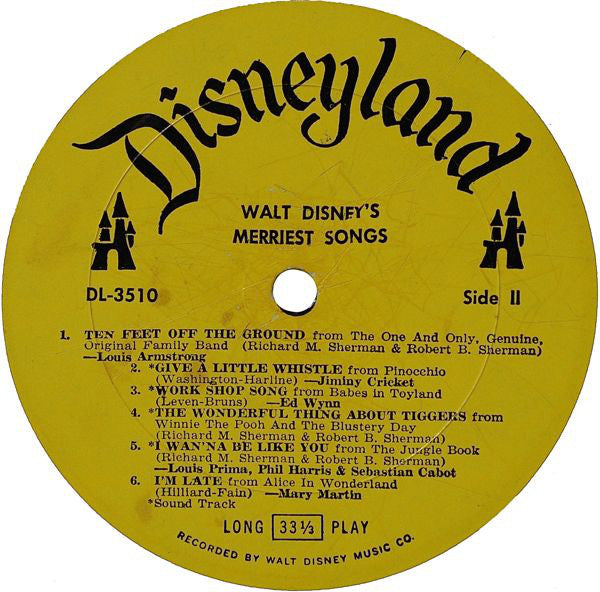 Disneyland
WALT DISNEY'S
MERRIEST SONGS
DL-3510
Side II
1. TEN FEET OFF THE GROUND from The One And Only, Genuine,
Original Family Band (Richard M. Sherman & Robert B. Sherman)
—Louis Armstrong
2. *GIVE A LITTLE WHISTLE from Pinocchio
(Washington-Harline) —Jiminy Cricket
3. *WORK SHOP SONG from Babes in Toyland
(Leven-Bruns) —Ed Wynn
4. *THE WONDERFUL THING ABOUT TIGGERS from
Winnie The Pooh And The Blustery Day
(Richard M. Sherman & Robert B. Sherman)
5. *I WAN'NA BE LIKE YOU from The Jungle Book
(Richard M. Sherman & Robert B. Sherman)
—Louis Prima, Phil Harris & Sebastian Cabot
6. I'M LATE from Alice In Wonderland
(Hilliard-Fain) —Mary Martin
*Sound Track
LONG 33⅓ PLAY
RECORDED BY WALT DISNEY MUSIC CO.